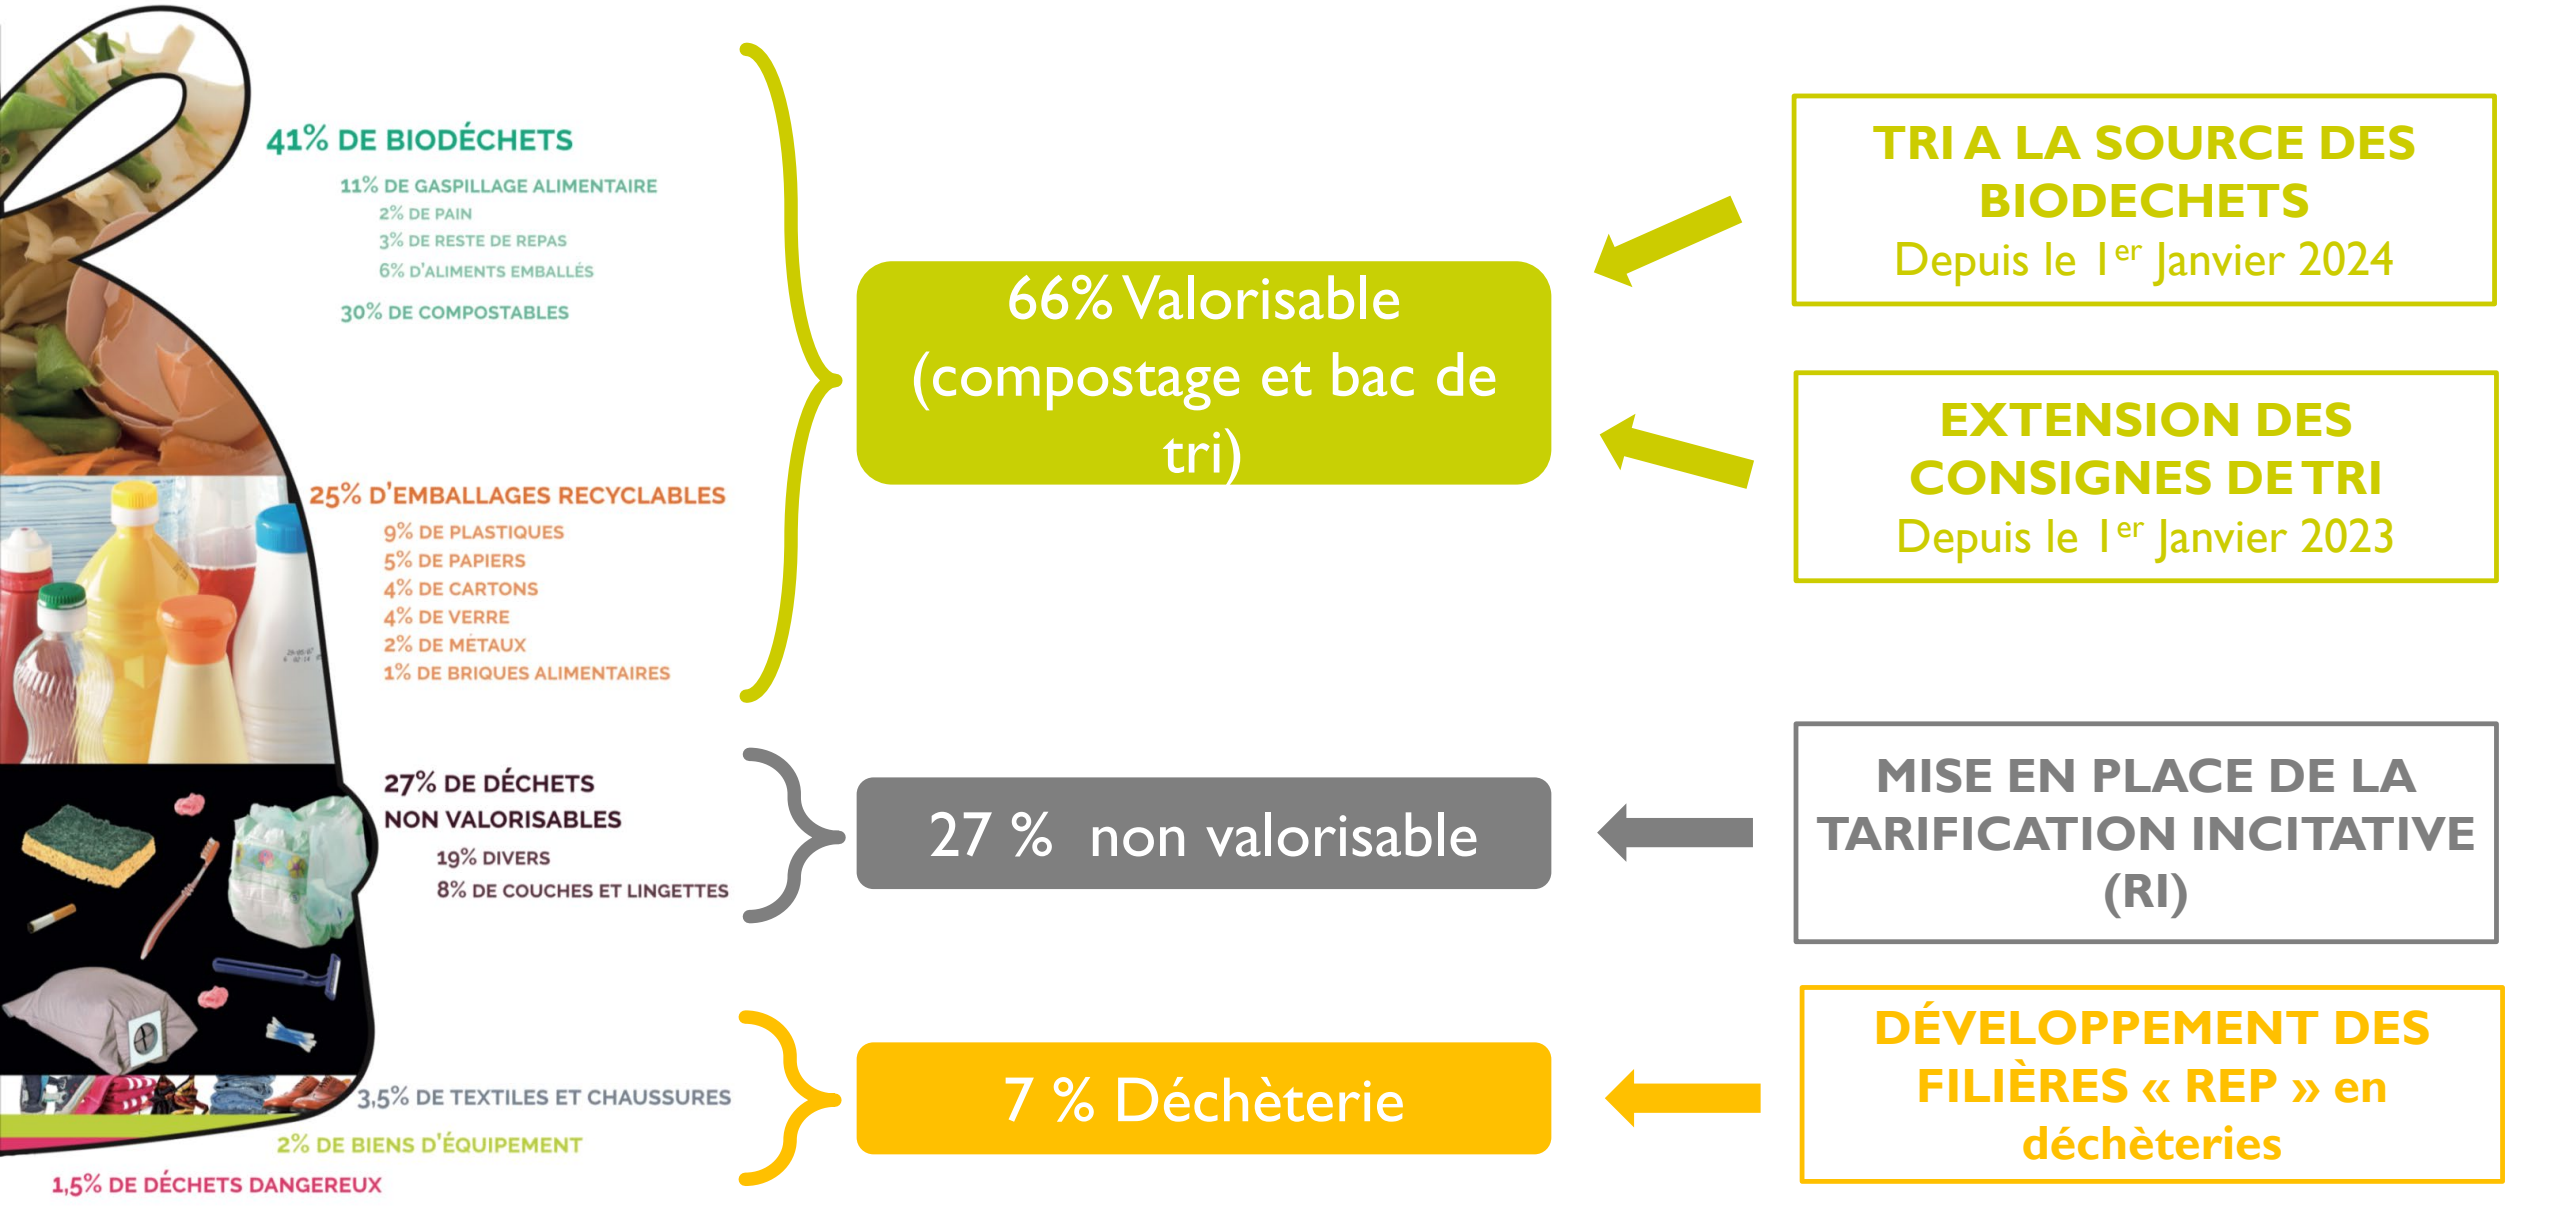 41% DE BIODÉCHETS
11% DE GASPILLAGE ALIMENTAIRE
2% DE PAIN
3% DE RESTE DE REPAS
6% D'ALIMENTS EMBALLÉS
30% DE COMPOSTABLES
25% D'EMBALLAGES RECYCLABLES
9% DE PLASTIQUES
5% DE PAPIERS
4% DE CARTONS
4% DE VERRE
2% DE MÉTAUX
1% DE BRIQUES ALIMENTAIRES
27% DE DÉCHETS
NON VALORISABLES
19% DIVERS
8% DE COUCHES ET LINGETTES
3,5% DE TEXTILES ET CHAUSSURES
2% DE BIENS D'ÉQUIPEMENT
1,5% DE DÉCHETS DANGEREUX
66% Valorisable
(compostage et bac de
tri)
27 % non valorisable
7 % Déchèterie
TRI A LA SOURCE DES
BIODECHETS
Depuis le 1er Janvier 2024
EXTENSION DES
CONSIGNES DE TRI
Depuis le 1er Janvier 2023
MISE EN PLACE DE LA
TARIFICATION INCITATIVE
(RI)
DÉVELOPPEMENT DES
FILIÈRES « REP » en
déchèteries